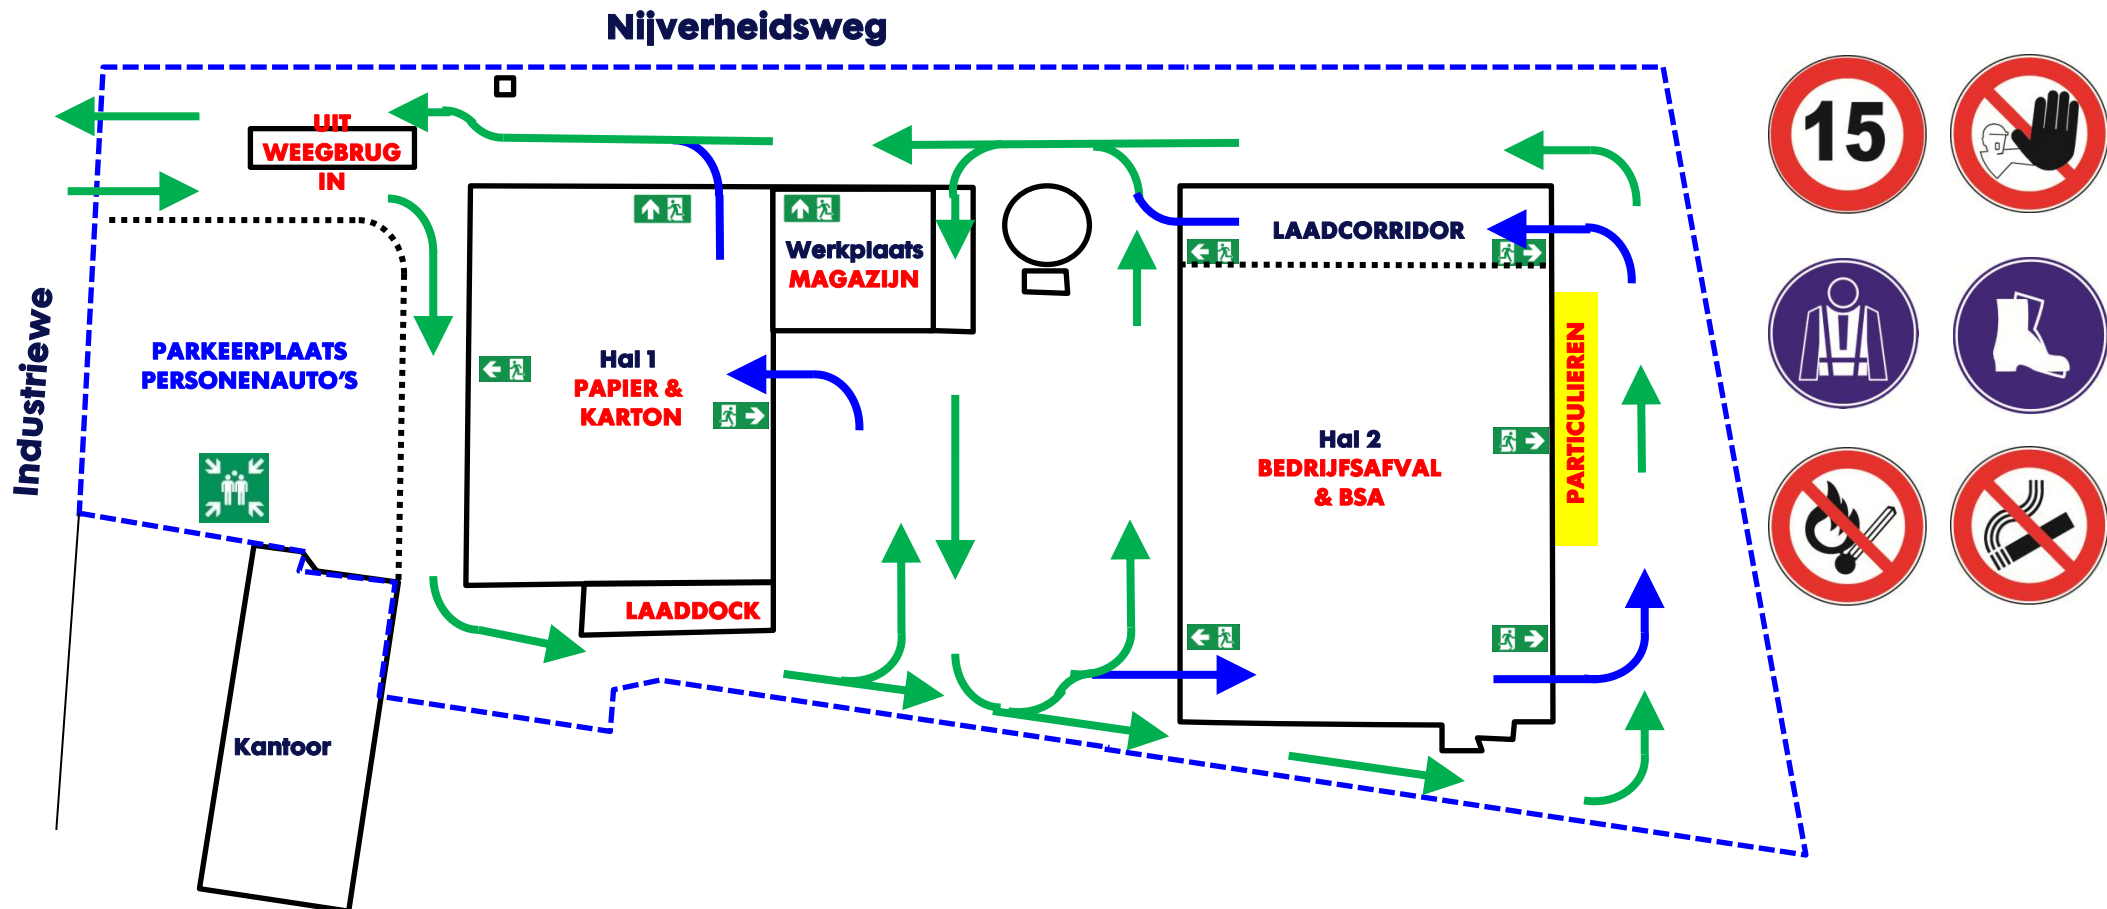 Nijverheidsweg
15
UIT
WEEGBRUG
IN
Werkplaats
MAGAZIJN
LAADCORRIDOR
Industriewe
PARKEERPLAATS
PERSONENAUTO'S
Hal 1
PAPIER &
KARTON
PARTICULIEREN
Hal 2
BEDRIJFSAFVAL
& BSA
LAADDOCK
Kantoor